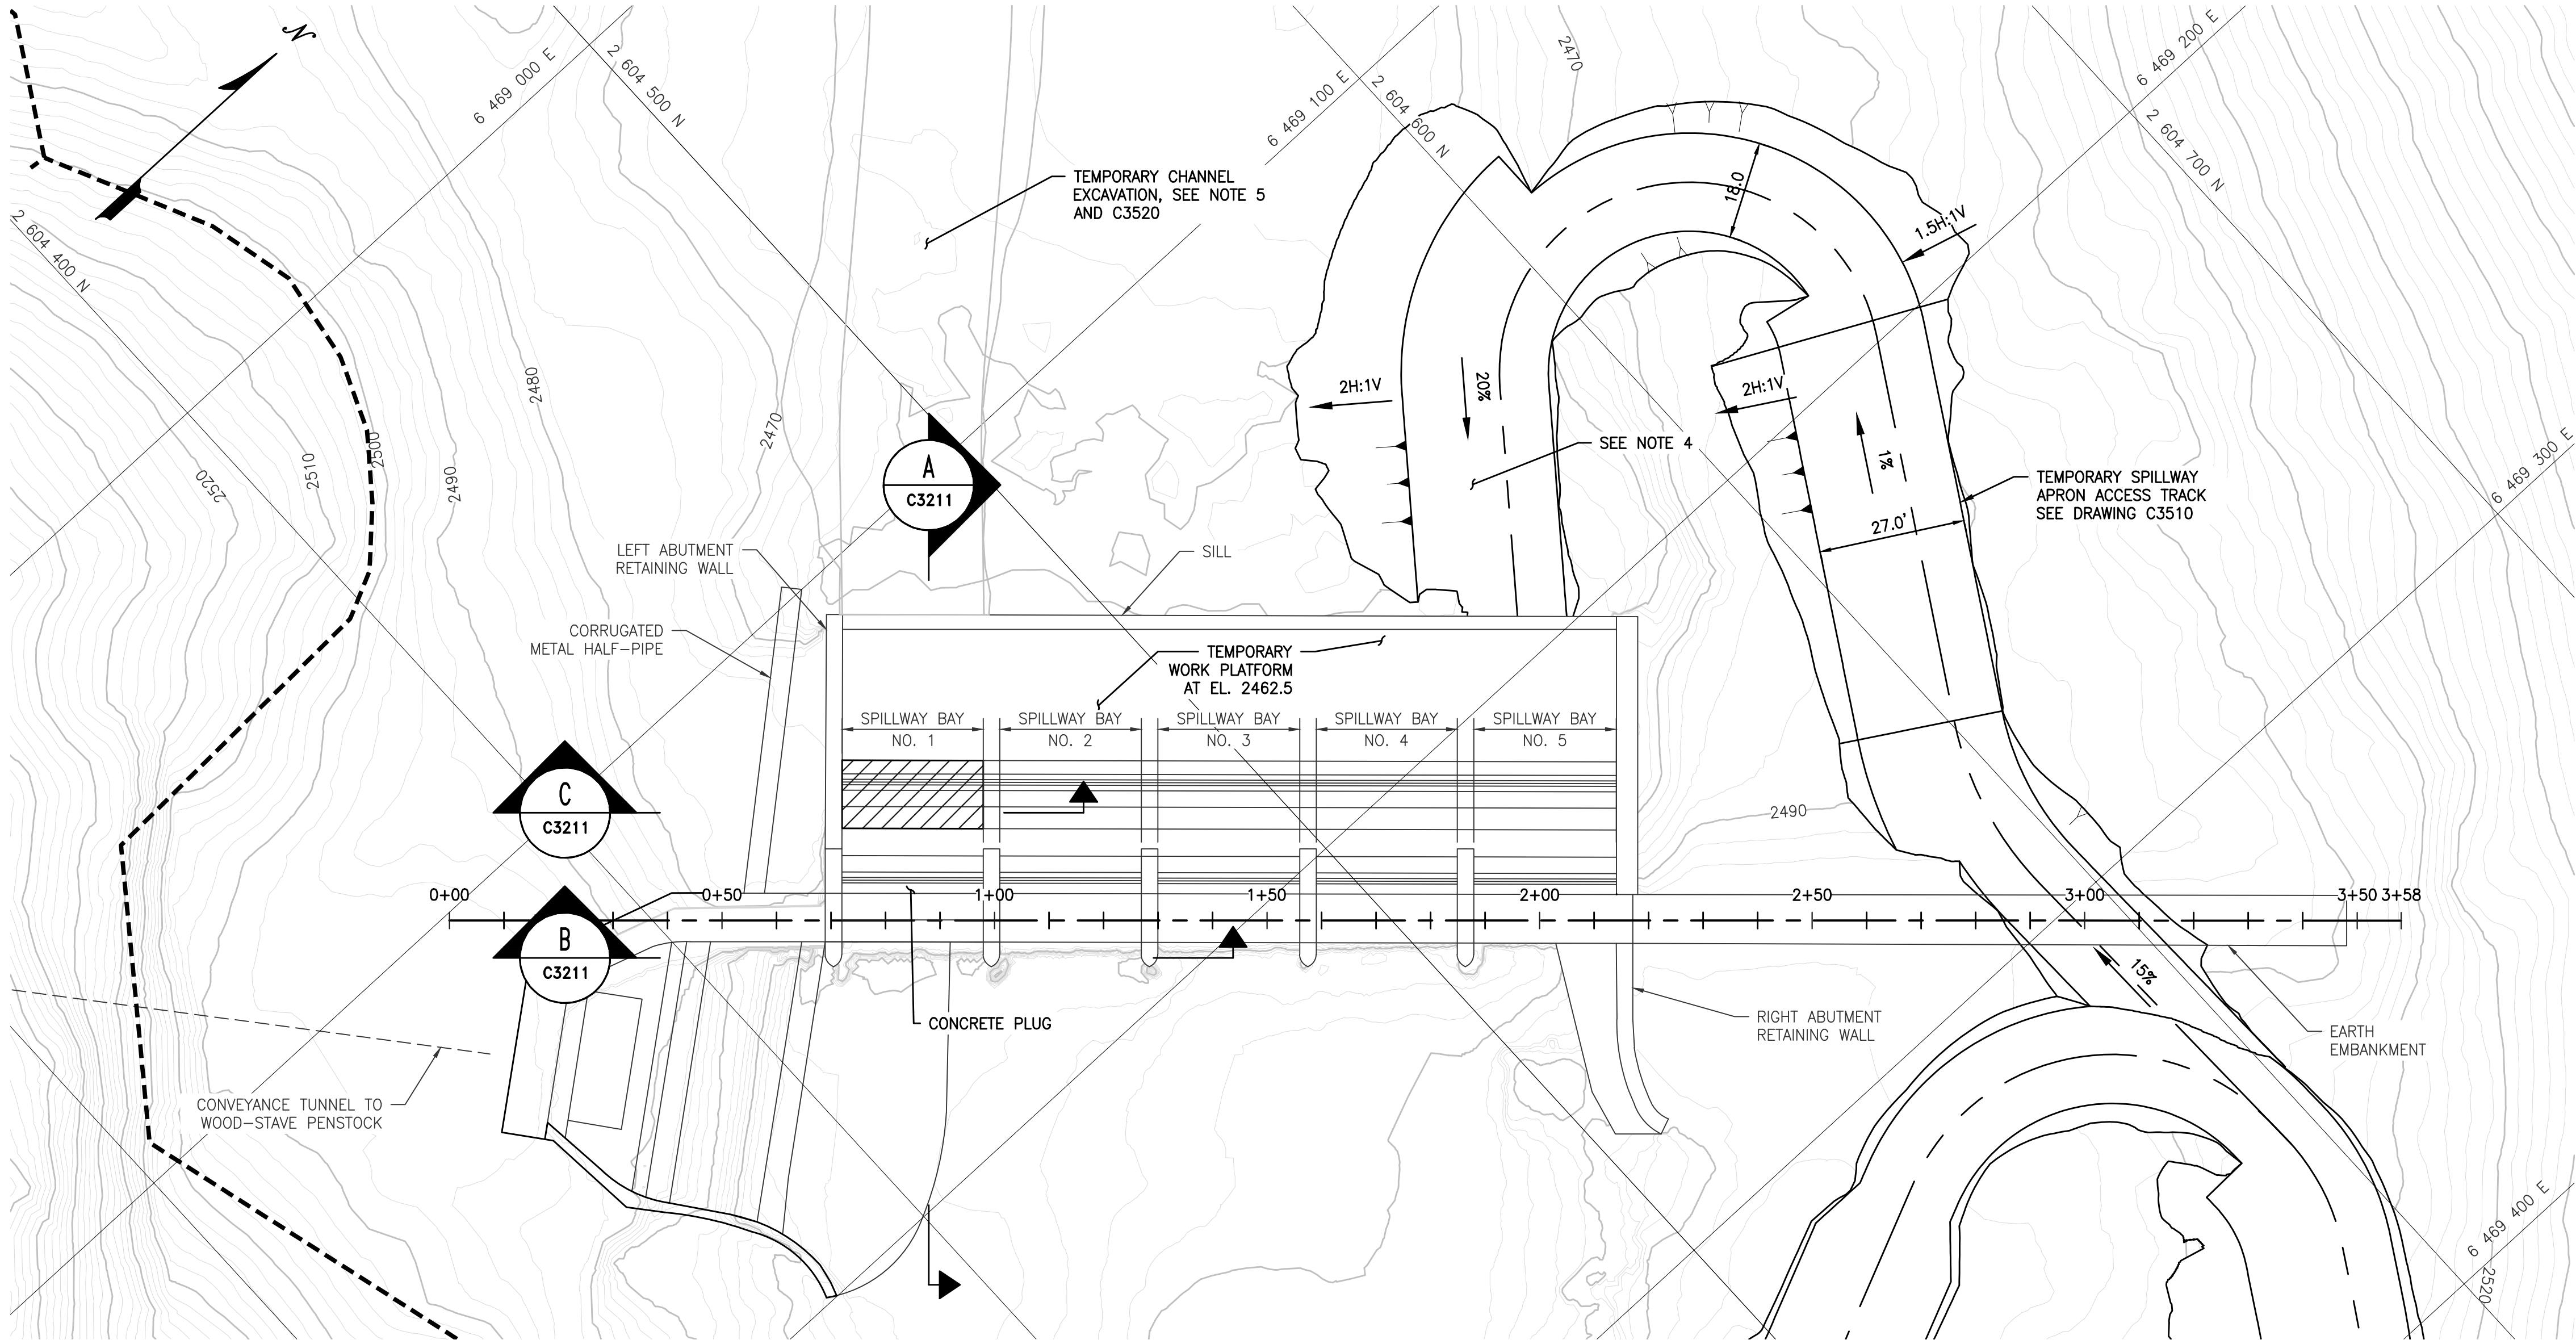 N
6 469 000 E
2 604 500 N
6 469 100 E
2 604 600 N
2470
6 469 200 E
2 604 700 N
2 604 400 N
TEMPORARY CHANNEL
EXCAVATION, SEE NOTE 5
AND C3520
18.0
1.5H:1V
2H:1V
20%
2H:1V
SEE NOTE 4
1%
27.0'
TEMPORARY SPILLWAY
APRON ACCESS TRACK
SEE DRAWING C3510
6 469 300 E
2520
2510
2500
2490
2480
2470
A
C3211
LEFT ABUTMENT
RETAINING WALL
SILL
CORRUGATED
METAL HALF-PIPE
TEMPORARY
WORK PLATFORM
AT EL. 2462.5
SPILLWAY BAY
NO. 1
SPILLWAY BAY
NO. 2
SPILLWAY BAY
NO. 3
SPILLWAY BAY
NO. 4
SPILLWAY BAY
NO. 5
C
C3211
2490
0+00
0+50
1+00
1+50
2+00
2+50
3+00
3+50
3+58
B
C3211
15%
CONCRETE PLUG
RIGHT ABUTMENT
RETAINING WALL
EARTH
EMBANKMENT
CONVEYANCE TUNNEL TO
WOOD-STAVE PENSTOCK
6 469 400 E
2520